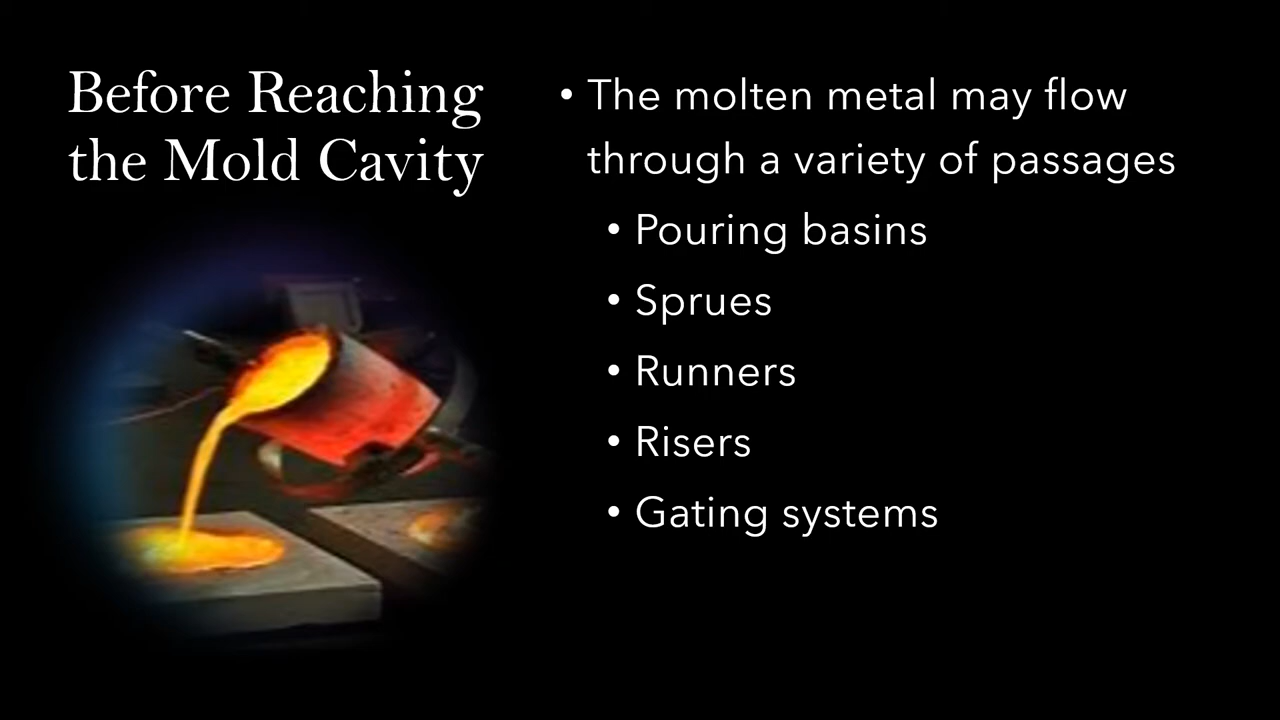 Before Reaching
the Mold Cavity
• The molten metal may flow
through a variety of passages
• Pouring basins
• Sprues
• Runners
• Risers
• Gating systems